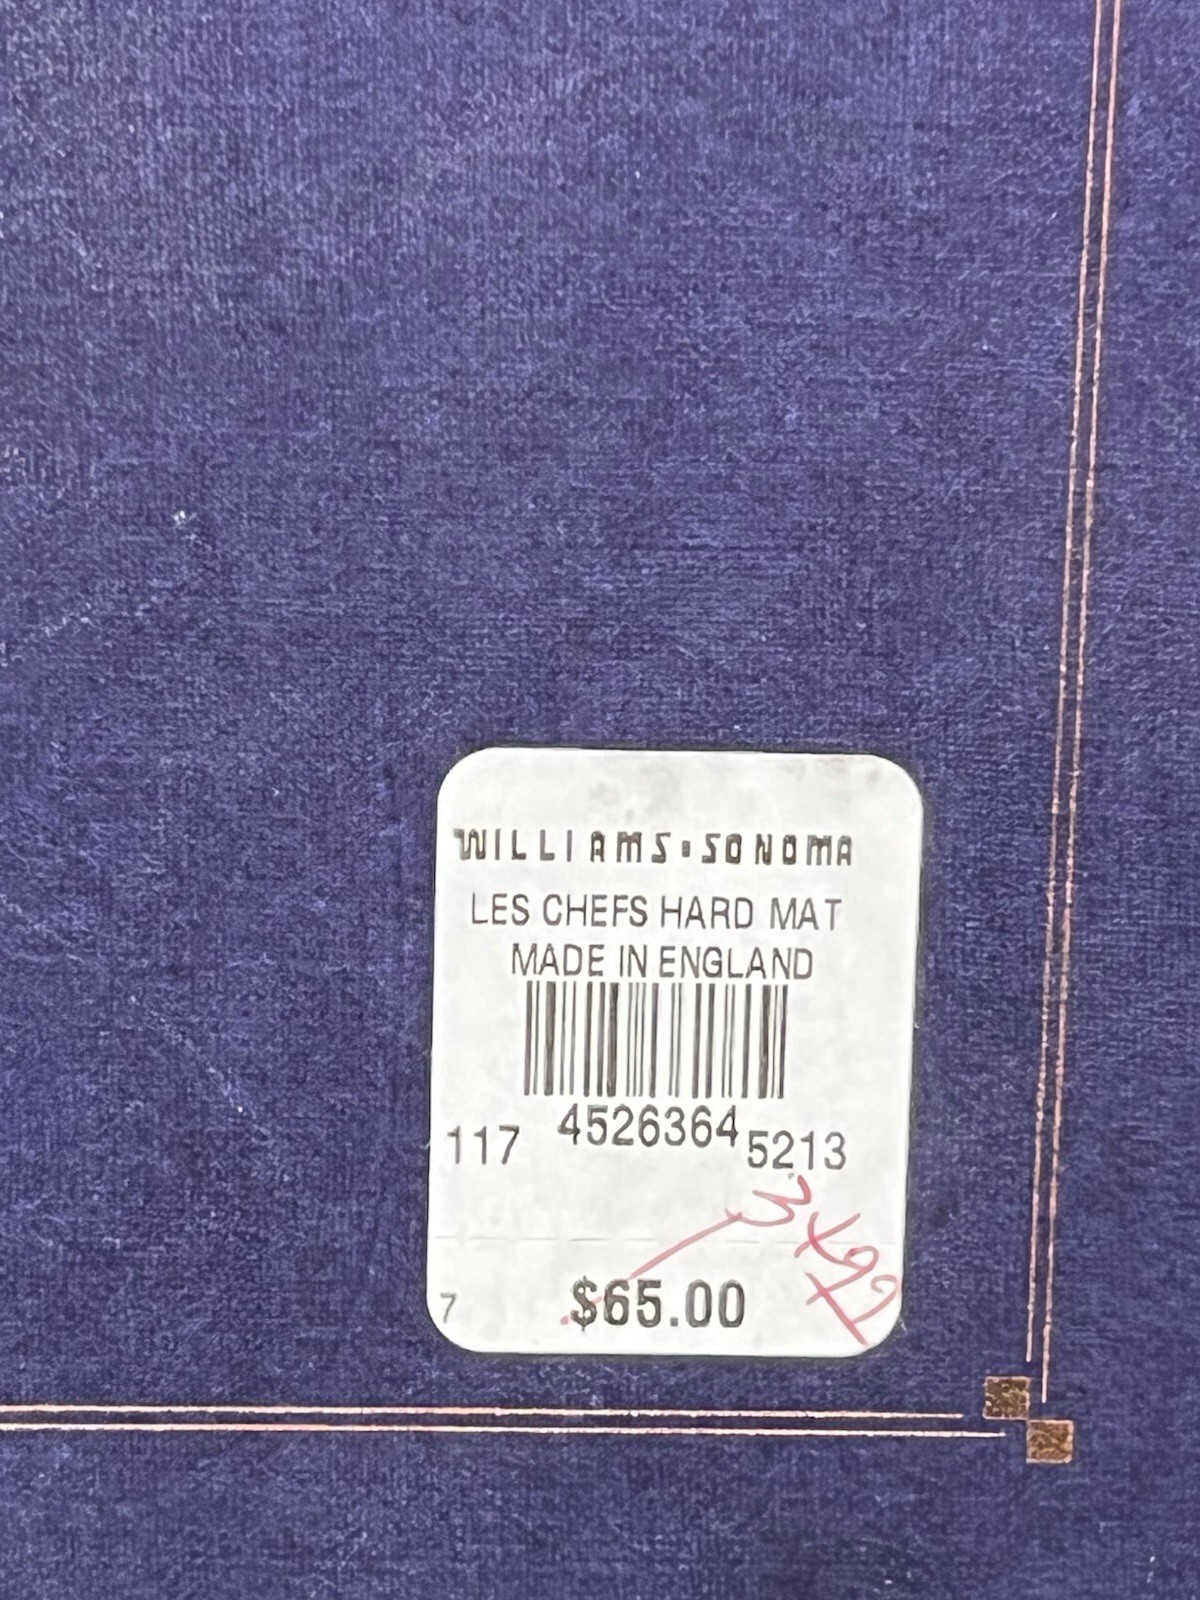 WILLIAMS·SONOMA
LES CHEFS HARD MAT
MADE IN ENGLAND
117 4526364 5213
7 $65.00